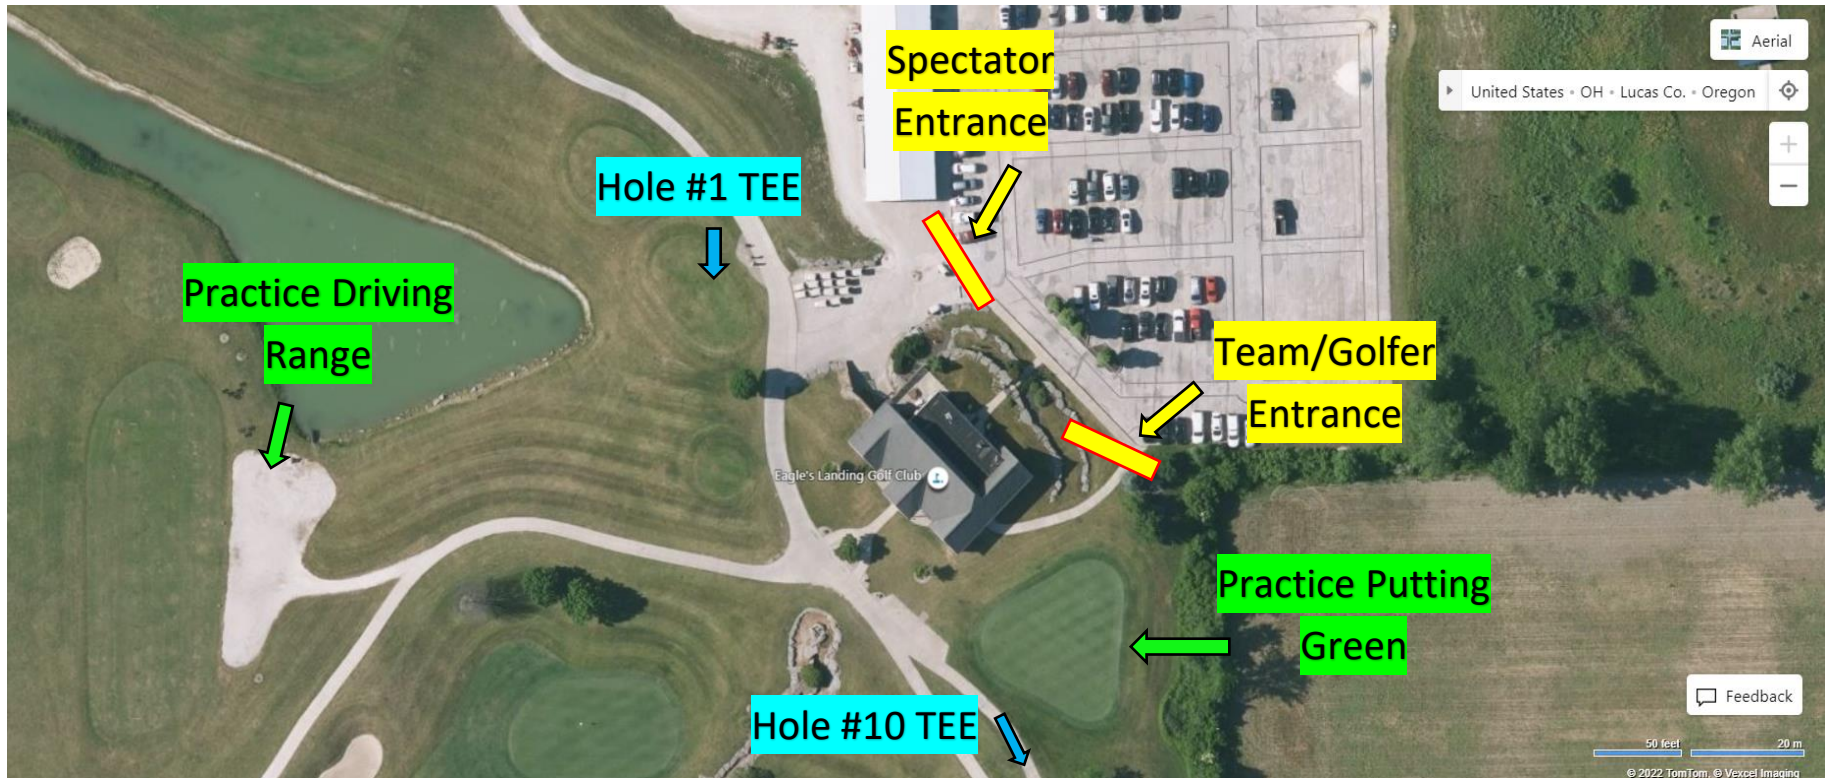 Spectator
Entrance
Aerial
United States • OH • Lucas Co. • Oregon
Hole #1 TEE
Practice Driving
Range
Team/Golfer
Entrance
Eagle's Landing Golf Club
Practice Putting
Green
Hole #10 TEE
Feedback
50 feet
20 m
© 2022 TomTom, © Vexcel Imaging